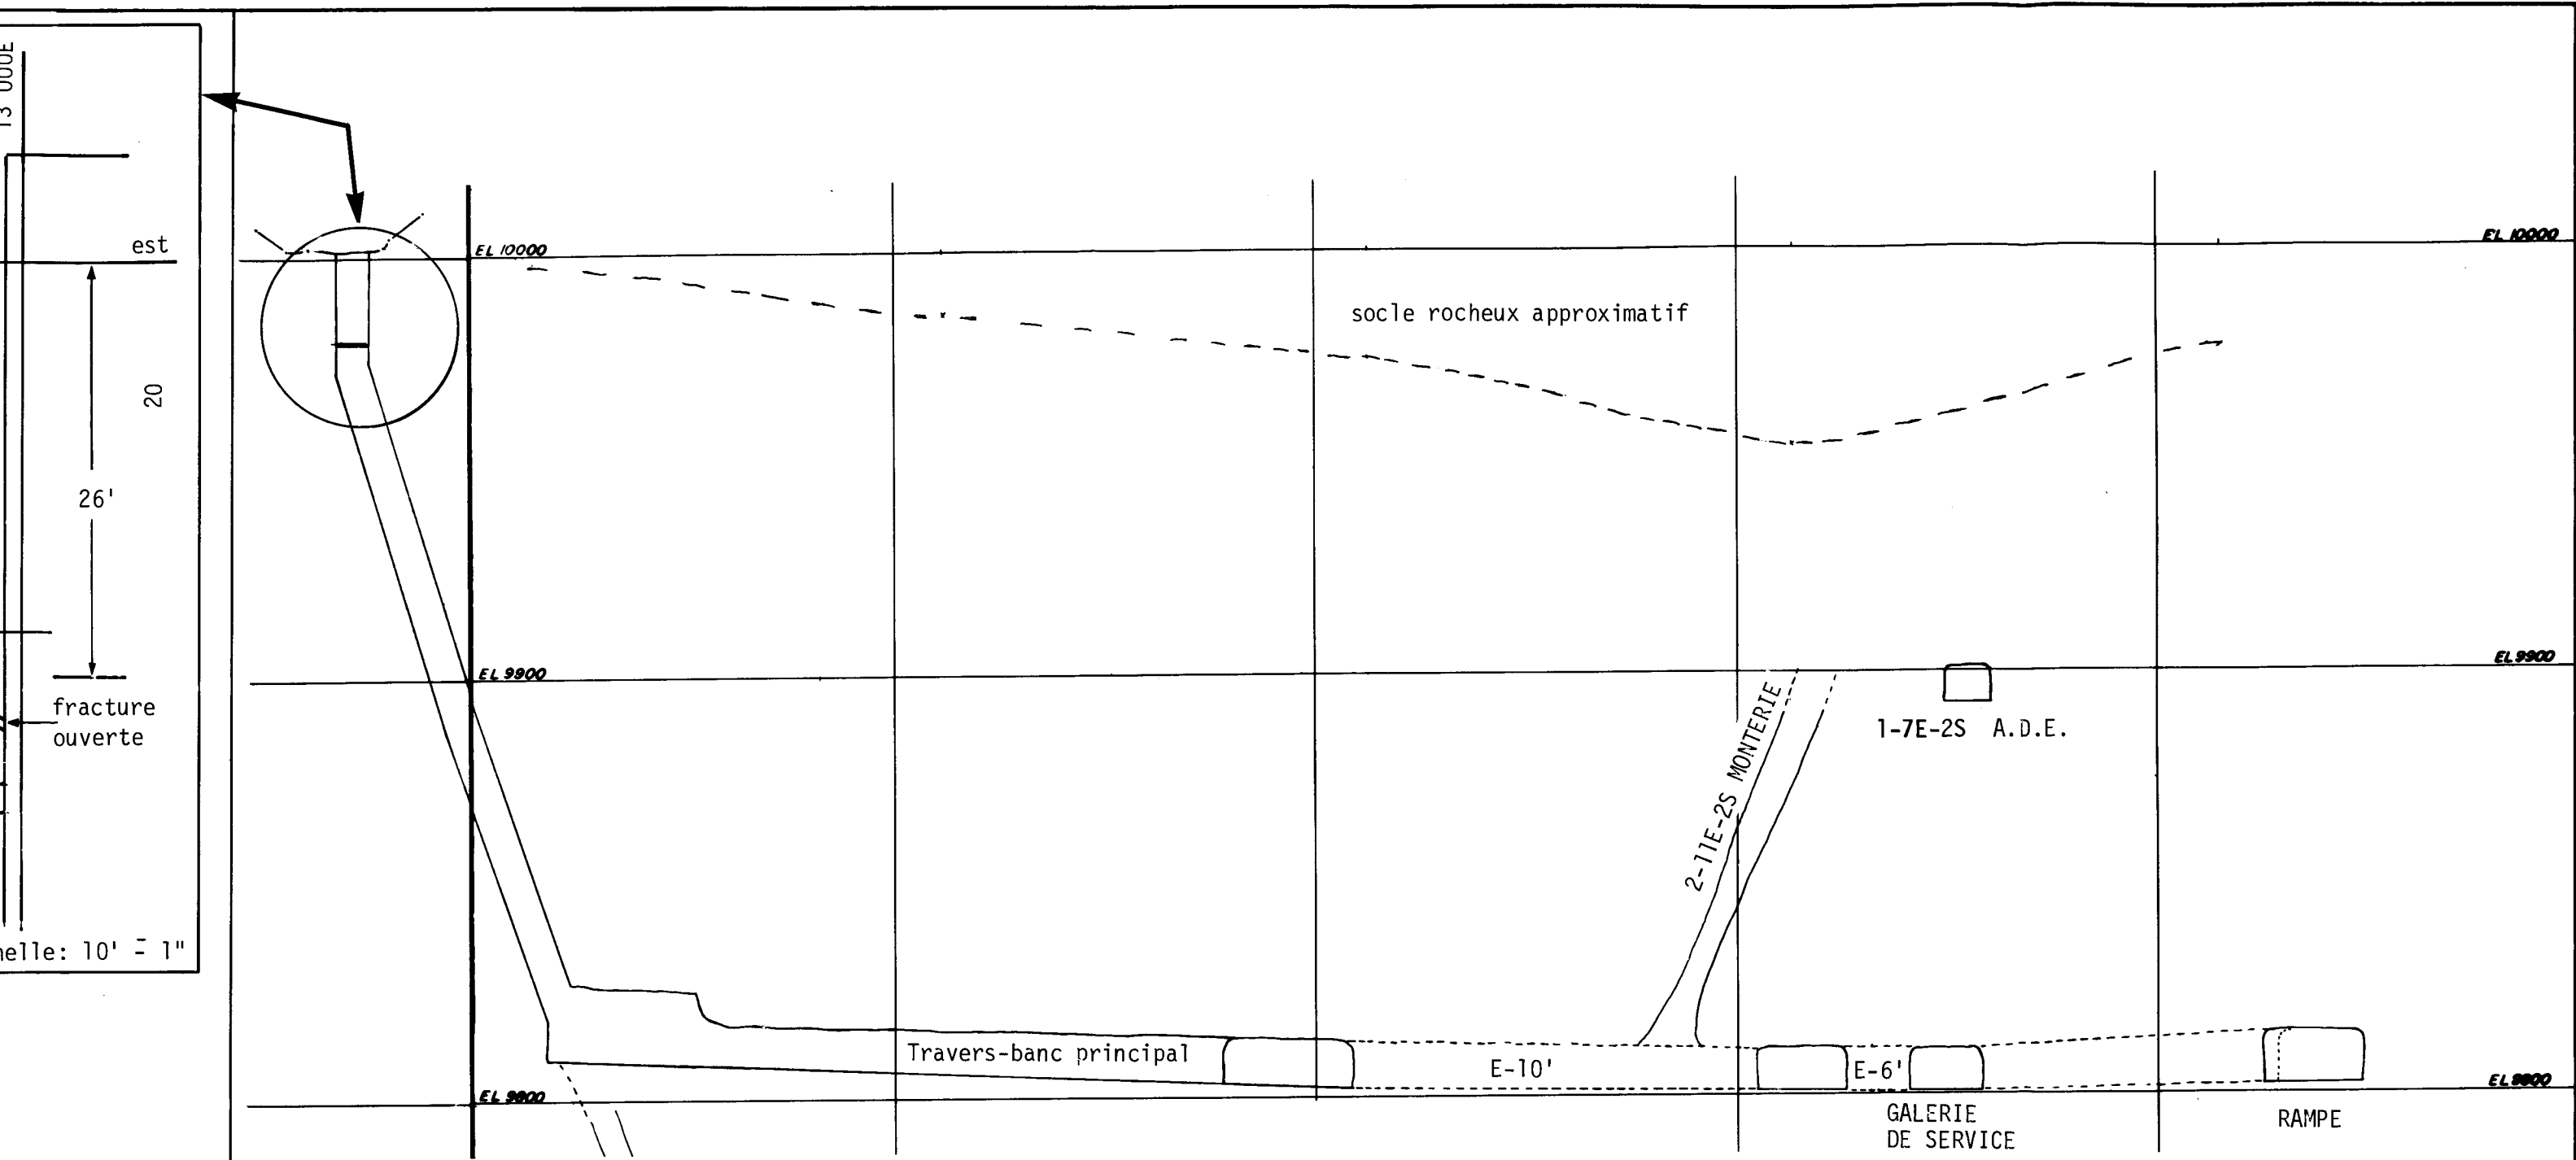 13 000E
est
20
26'
fracture
ouverte
10' = 1"
EL 10000
EL 10000
socle rocheux approximatif
EL 9900
EL 9900
2-11E-2S MONTERIE
1-7E-2S A.D.E.
Travers-banc principal
E-10'
E-6'
EL 9800
EL 9800
GALERIE
DE SERVICE
RAMPE